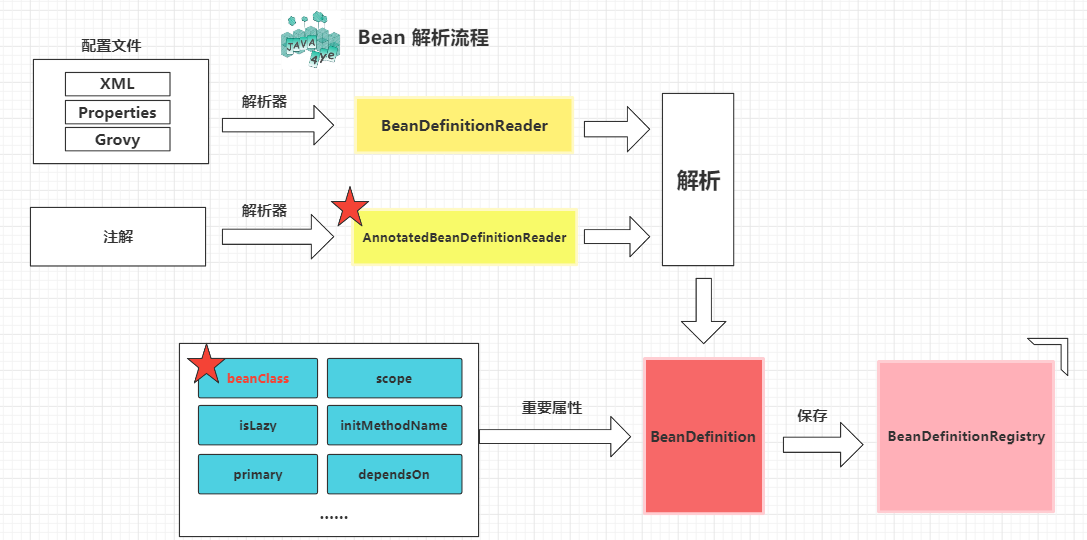 JAVA
4ye
Bean 解析流程
配置文件
XML
Properties
Grovy
解析器
BeanDefinitionReader
解析
注解
解析器
AnnotatedBeanDefinitionReader
beanClass
scope
isLazy
initMethodName
primary
dependsOn
......
重要属性
BeanDefinition
保存
BeanDefinitionRegistry